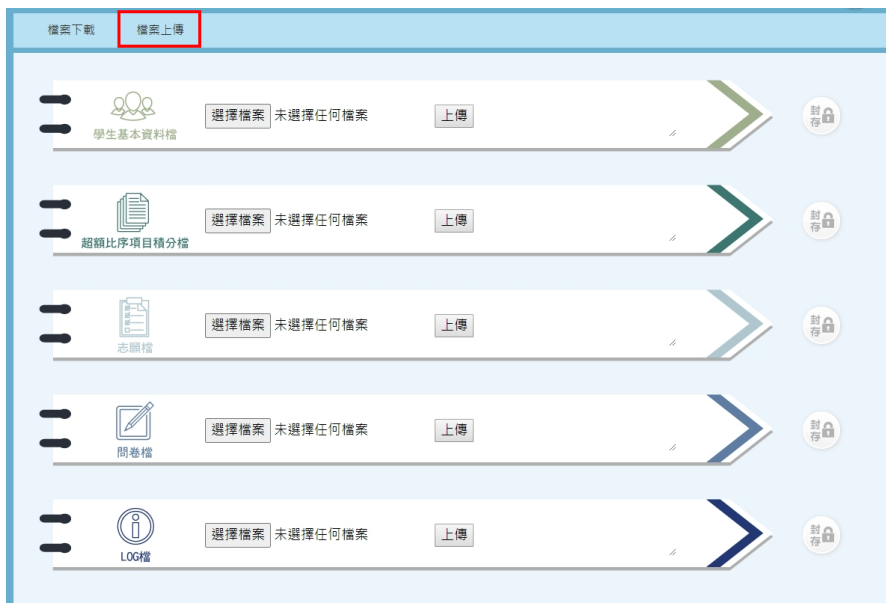 檔案下載 檔案上傳
學生基本資料檔 選擇檔案 未選擇任何檔案 上傳 封存
超額比序項目積分檔 選擇檔案 未選擇任何檔案 上傳 封存
志願檔 選擇檔案 未選擇任何檔案 上傳 封存
問卷檔 選擇檔案 未選擇任何檔案 上傳 封存
LOG檔 選擇檔案 未選擇任何檔案 上傳 封存